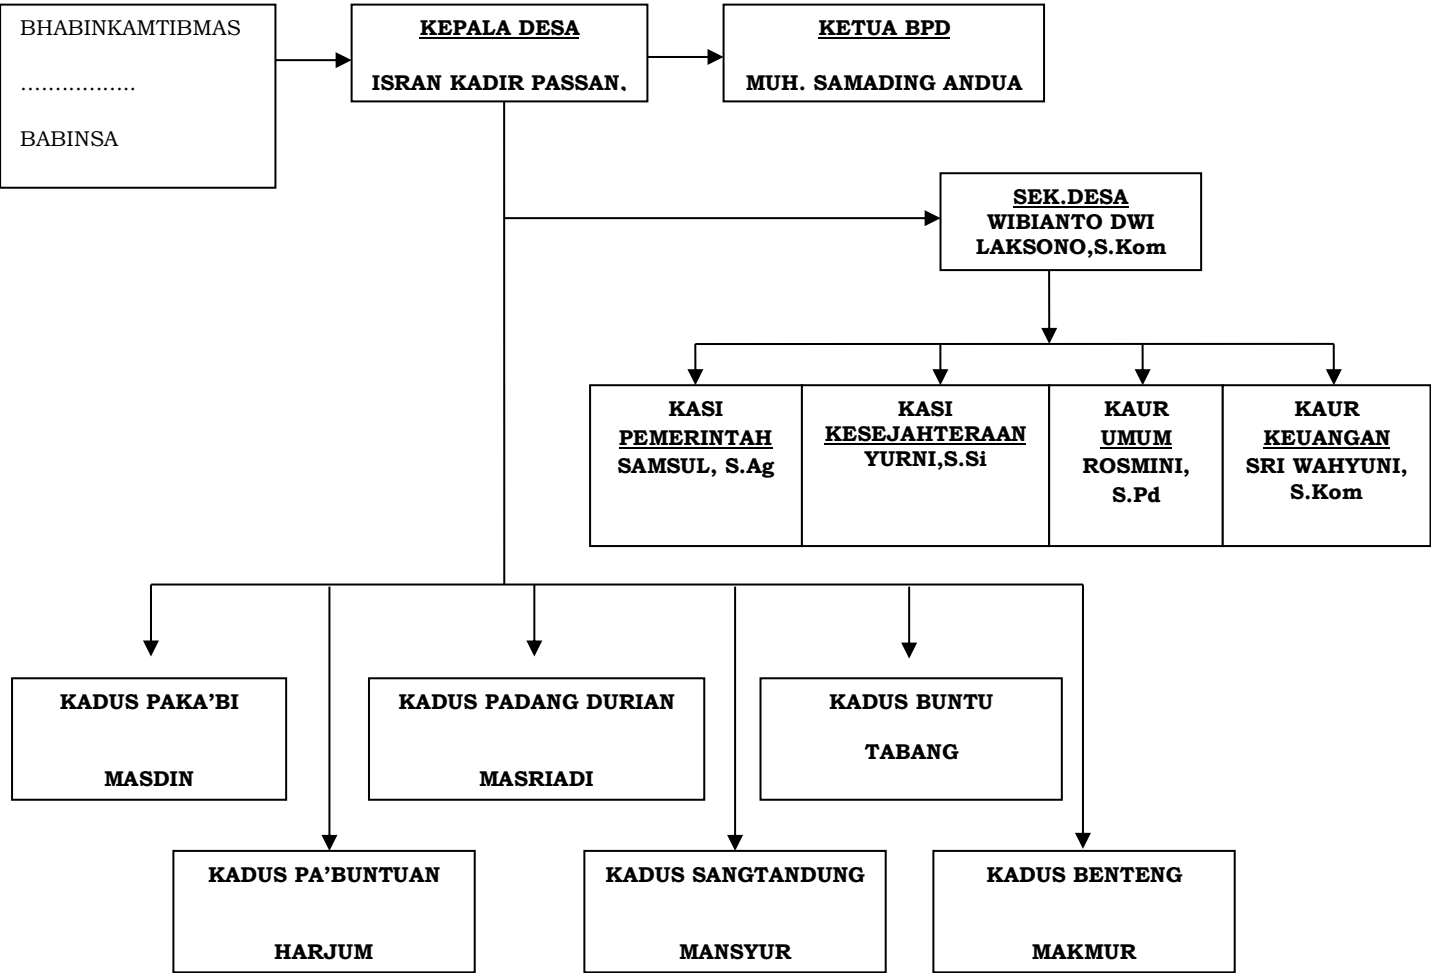 BHABINKAMTIBMAS
.................
BABINSA
KEPALA DESA
ISRAN KADIR PASSAN,
KETUA BPD
MUH. SAMADING ANDUA
SEK.DESA
WIBIANTO DWI
LAKSONO,S.Kom
KASI
PEMERINTAH
SAMSUL, S.Ag
KASI
KESEJAHTERAAN
YURNI,S.Si
KAUR
UMUM
ROSMINI,
S.Pd
KAUR
KEUANGAN
SRI WAHYUNI,
S.Kom
KADUS PAKA’BI
MASDIN
KADUS PADANG DURIAN
MASRIADI
KADUS BUNTU
TABANG
KADUS PA’BUNTUAN
HARJUM
KADUS SANGTANDUNG
MANSYUR
KADUS BENTENG
MAKMUR